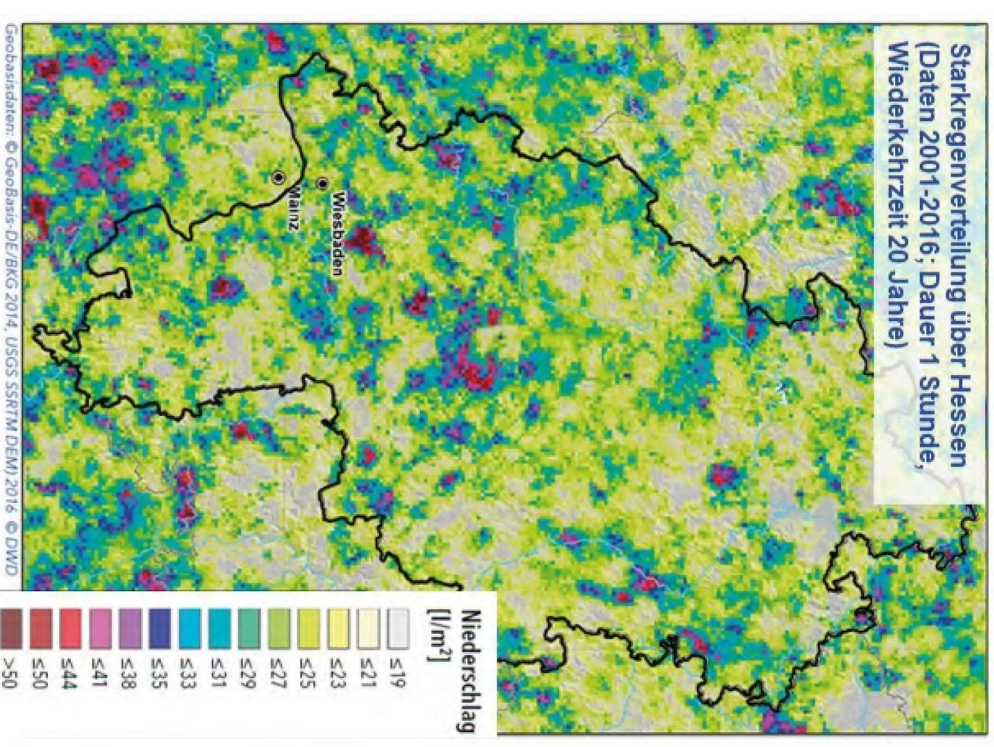 Starkregenverteilung über Hessen
(Daten 2001-2016; Dauer 1 Stunde,
Wiederkehrzeit 20 Jahre)
Wiesbaden
Mainz
Niederschlag
[l/m²]
≤19
≤21
≤23
≤25
≤27
≤29
≤31
≤33
≤35
≤38
≤41
≤44
≤50
>50
Geobasisdaten: © GeoBasis-DE/BKG 2014, USGS SSRTM DEM) 2016 © DWD